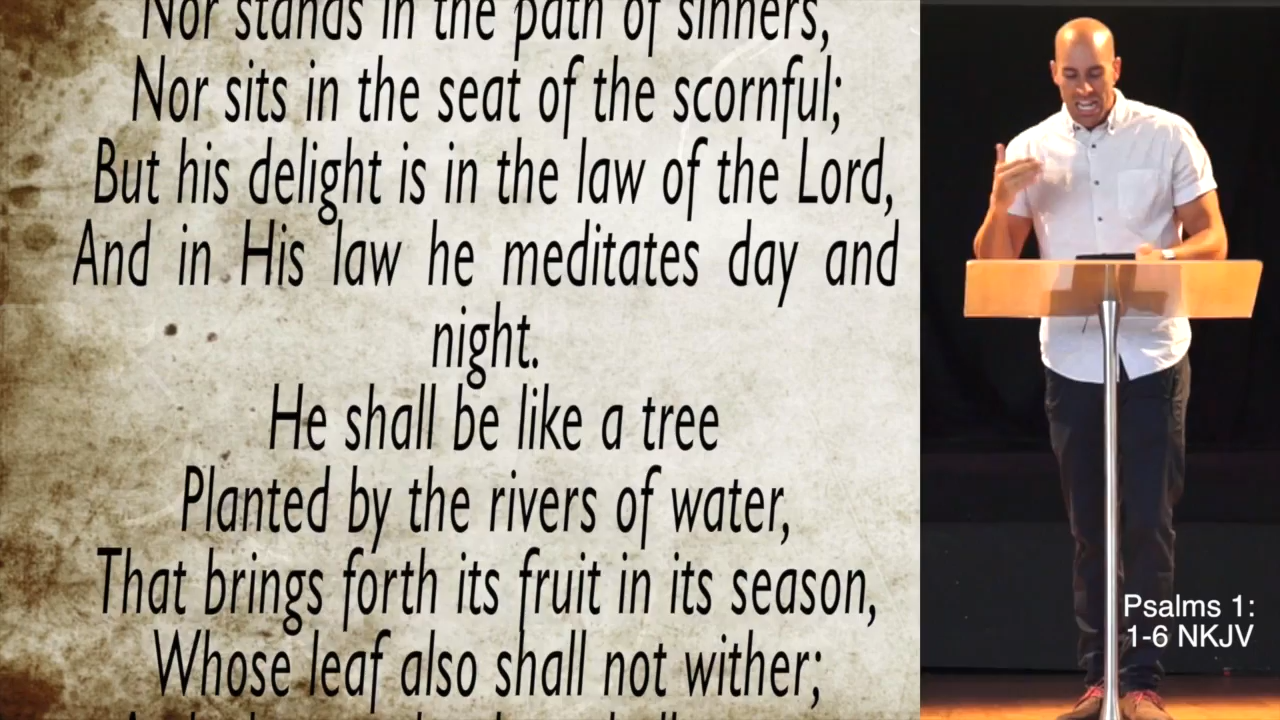 Nor stands in the path of sinners,
Nor sits in the seat of the scornful;
But his delight is in the law of the Lord,
And in His law he meditates day and
night.
He shall be like a tree
Planted by the rivers of water,
That brings forth its fruit in its season,
Whose leaf also shall not wither;
Psalms 1:
1-6 NKJV